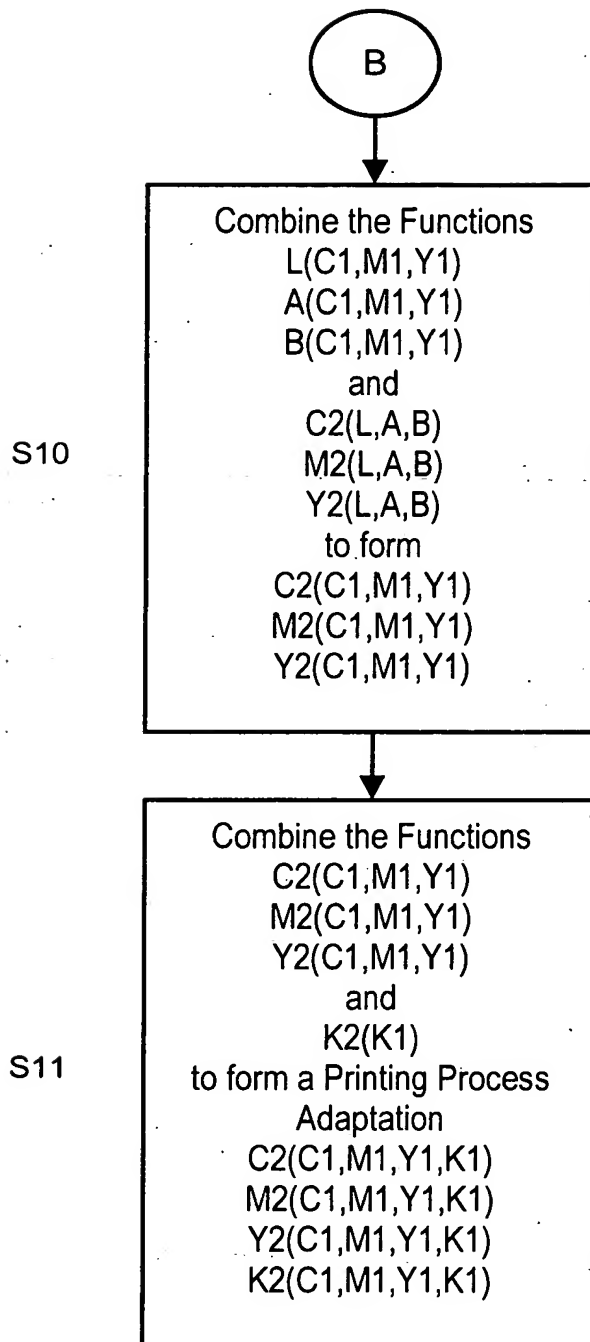 B
Combine the Functions
L(C1,M1,Y1)
A(C1,M1,Y1)
B(C1,M1,Y1)
and
C2(L,A,B)
M2(L,A,B)
Y2(L,A,B)
to form
C2(C1,M1,Y1)
M2(C1,M1,Y1)
Y2(C1,M1,Y1)
S10
Combine the Functions
C2(C1,M1,Y1)
M2(C1,M1,Y1)
Y2(C1,M1,Y1)
and
K2(K1)
to form a Printing Process
Adaptation
C2(C1,M1,Y1,K1)
M2(C1,M1,Y1,K1)
Y2(C1,M1,Y1,K1)
K2(C1,M1,Y1,K1)
S11